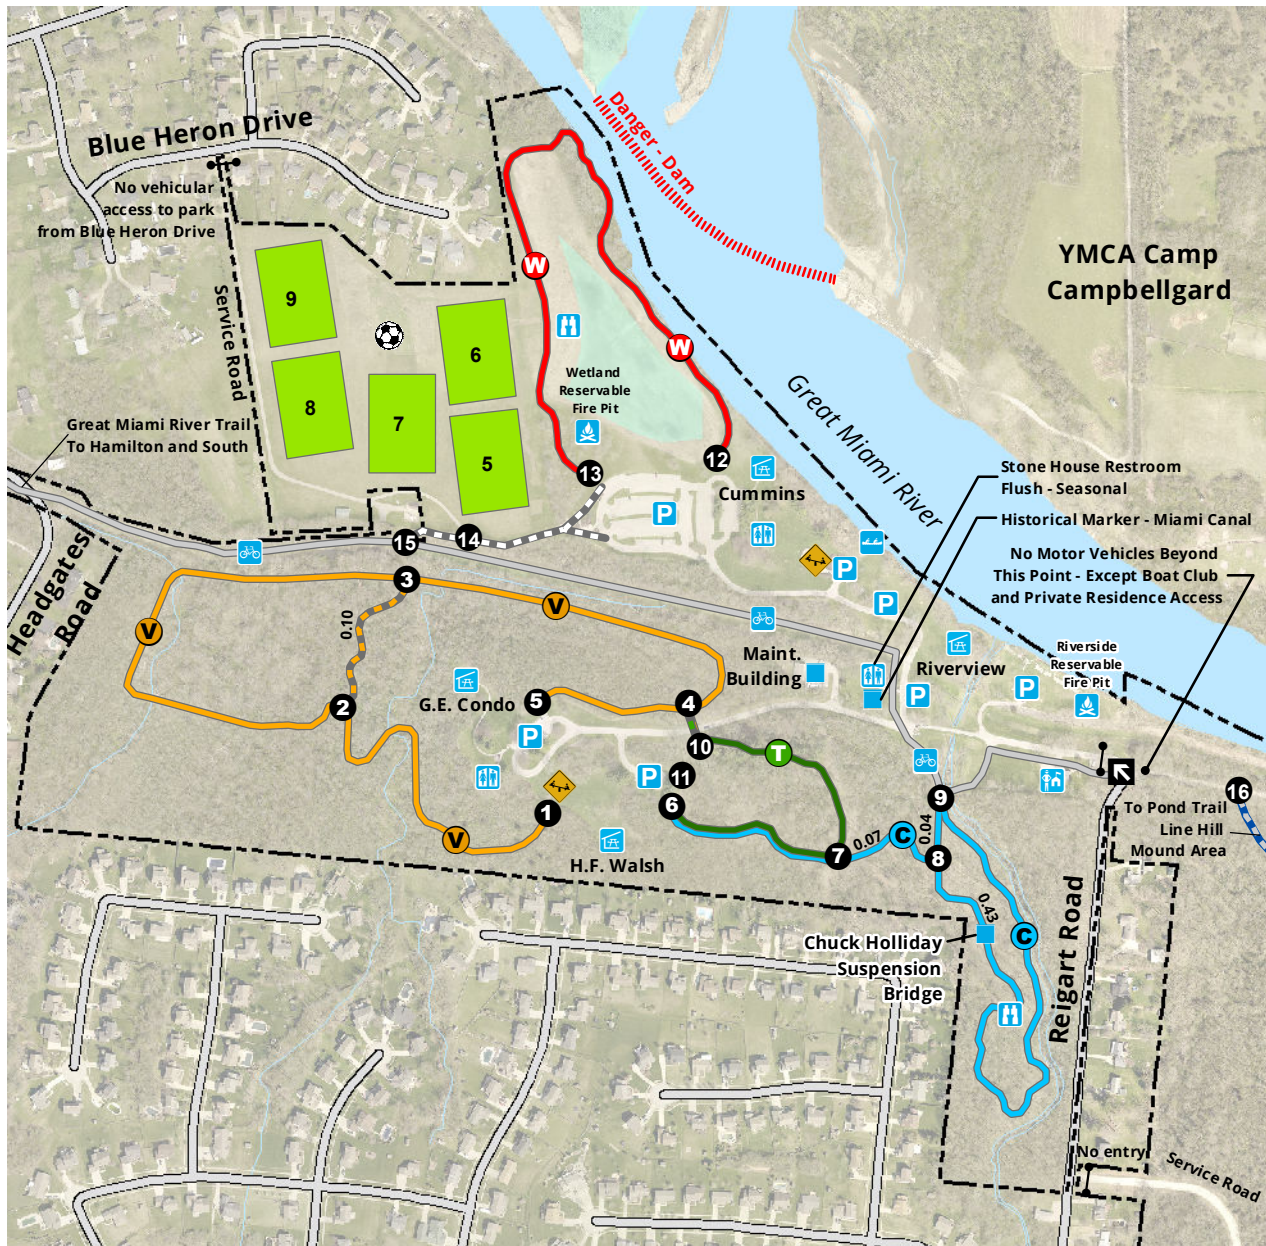 Blue Heron Drive
No vehicular
access to park
from Blue Heron Drive
Service Road
Danger - Dam
YMCA Camp
Campbellgard
W
W
9
8
7
6
5
Wetland
Reservable
Fire Pit
Great Miami River
Great Miami River Trail
To Hamilton and South
13
12
Cummins
P
Stone House Restroom
Flush - Seasonal
Historical Marker - Miami Canal
No Motor Vehicles Beyond
This Point - Except Boat Club
and Private Residence Access
15
14
P
P
Headgates
Road
3
V
V
0.10
Maint.
Building
Riverview
Riverside
Reservable
Fire Pit
P
P
G.E. Condo
5
4
2
P
10
T
11
P
6
1
V
H.F. Walsh
7
0.07
C
0.04
8
9
16
To Pond Trail
Line Hill
Mound Area
0.43
C
Chuck Holliday
Suspension
Bridge
Reigart Road
No entry
Service Road